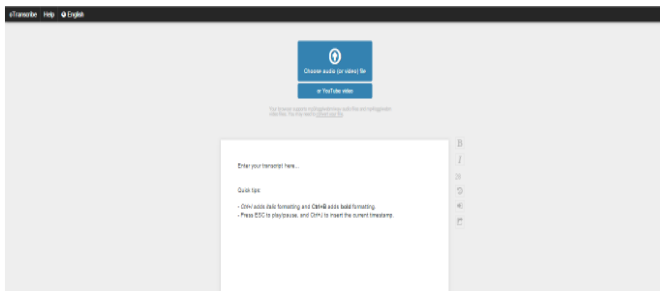 oTranscribe Help English
Choose audio (or video) file
or YouTube video
Enter your transcript here...
Quick tips:
- Ctrl+I adds italic formatting and Ctrl+B adds bold formatting.
- Press ESC to play/pause, and Ctrl+J to insert the current timestamp.
B
I